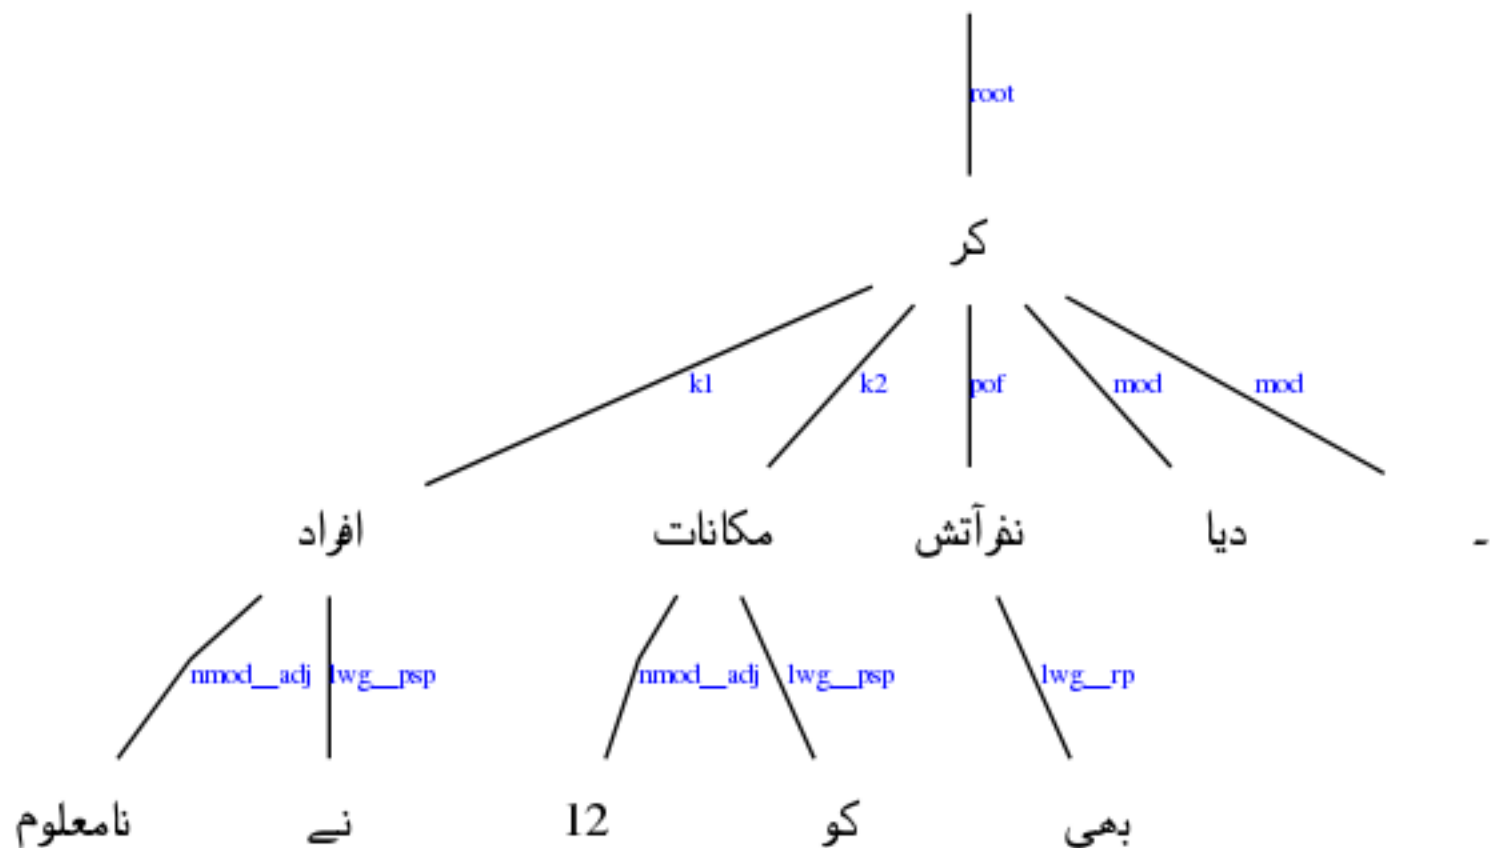 root
کر
k1 k2 pof mod mod
افراد مکانات نفرآتش دیا ۔
nmod__adj lwg__psp nmod__adj lwg__psp lwg__rp
نامعلوم نے 12 کو بھی